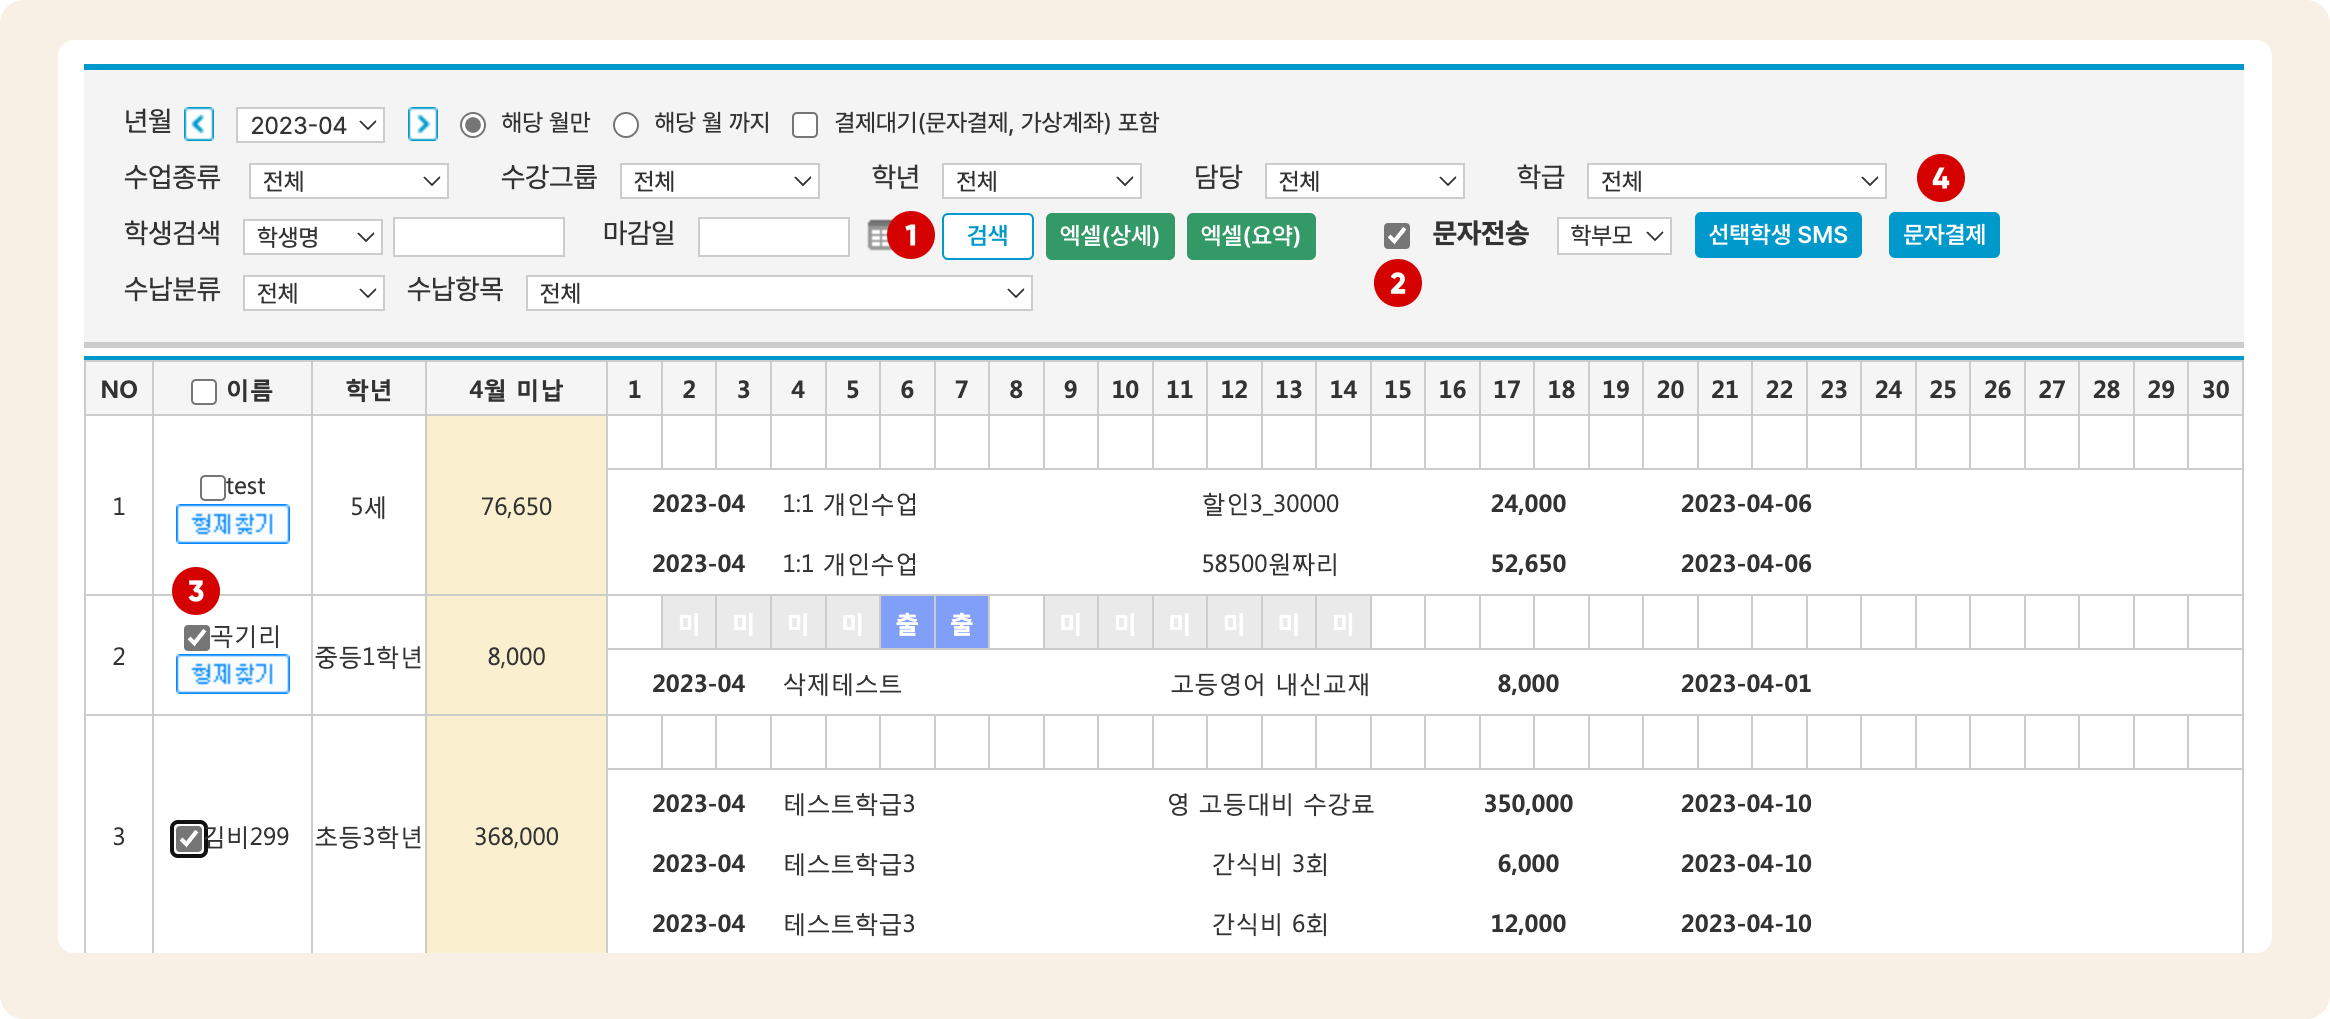 년월 2023-04 해당 월만 해당 월 까지 결제대기(문자결제, 가상계좌) 포함
수업종류 전체 수강그룹 전체 학년 전체 담당 전체 학급 전체 4
학생검색 학생명 마감일 1 검색 엑셀(상세) 엑셀(요약) 문자전송 학부모 선택학생 SMS 문자결제
2
수납분류 전체 수납항목 전체
NO 이름 학년 4월 미납 1 2 3 4 5 6 7 8 9 10 11 12 13 14 15 16 17 18 19 20 21 22 23 24 25 26 27 28 29 30
1 test 형제찾기 5세 76,650
2023-04 1:1 개인수업 할인3_30000 24,000 2023-04-06
2023-04 1:1 개인수업 58500원짜리 52,650 2023-04-06
3
2 곡기리 형제찾기 중등1학년 8,000
미 미 미 미 출 출 미 미 미 미 미 미
2023-04 삭제테스트 고등영어 내신교재 8,000 2023-04-01
3 김비299 초등3학년 368,000
2023-04 테스트학급3 영 고등대비 수강료 350,000 2023-04-10
2023-04 테스트학급3 간식비 3회 6,000 2023-04-10
2023-04 테스트학급3 간식비 6회 12,000 2023-04-10